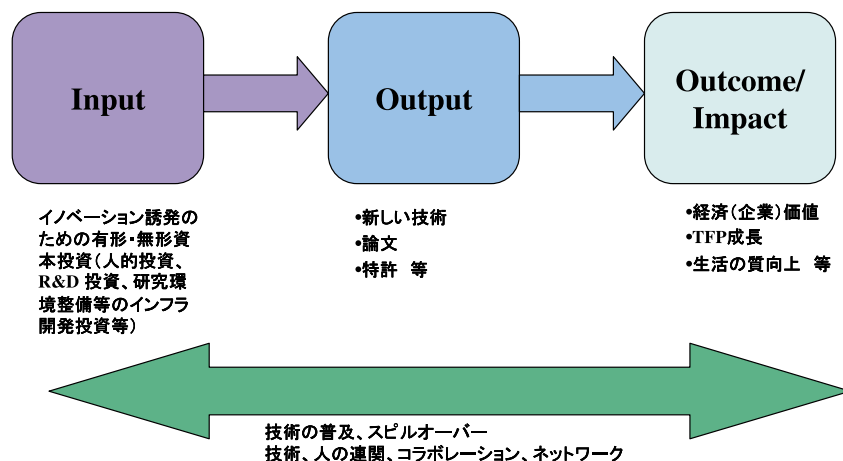 Input
Output
Outcome/
Impact
イノベーション誘発の
ための有形・無形資
本投資（人的投資、
R&D 投資、研究環
境整備等のインフラ
開発投資等）
•新しい技術
•論文
•特許　等
•経済（企業）価値
•TFP成長
•生活の質向上　等
技術の普及、スピルオーバー
技術、人の連関、コラボレーション、ネットワーク